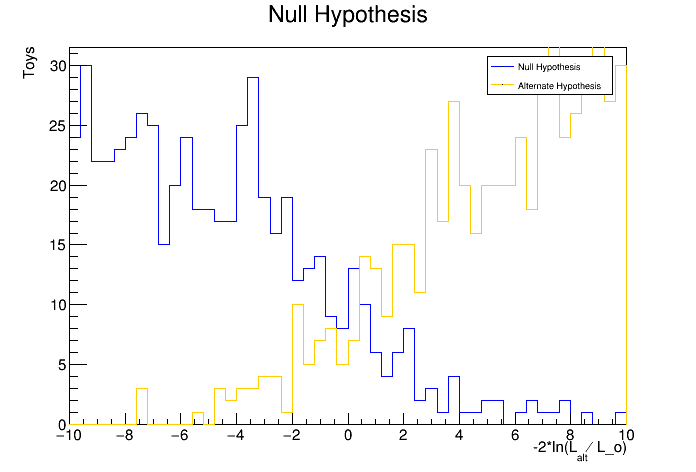 Null Hypothesis
Toys
30
25
20
15
10
5
0
Null Hypothesis
Alternate Hypothesis
−10 −8 −6 −4 −2 0 2 4 6 8 10
-2*ln(L_alt/ L_o)